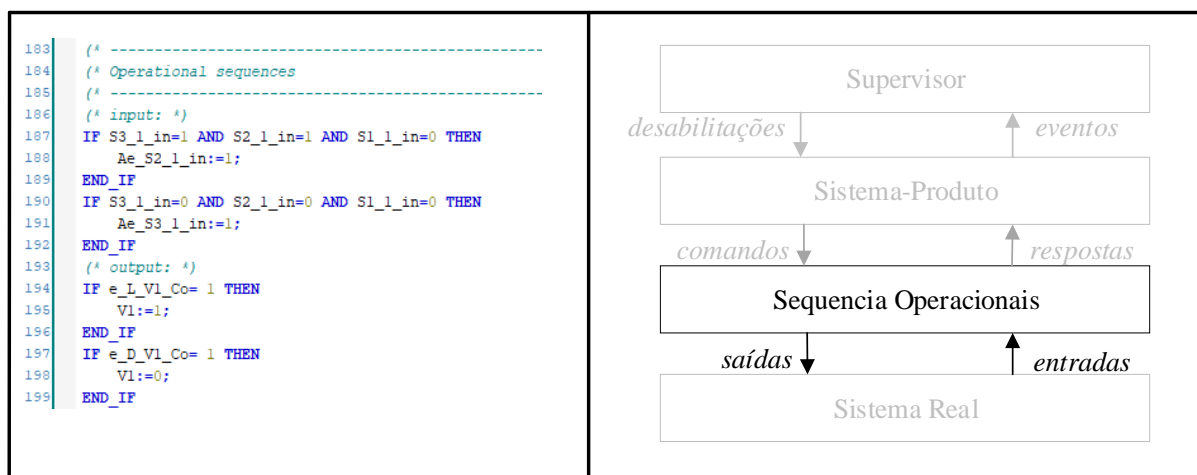 183 (* -------------------------------------------------
184 (* Operational sequences
185 (* -------------------------------------------------
186 (* input: *)
187 IF S3_1_in=1 AND S2_1_in=1 AND S1_1_in=0 THEN
188 Ae_S2_1_in:=1;
189 END_IF
190 IF S3_1_in=0 AND S2_1_in=0 AND S1_1_in=0 THEN
191 Ae_S3_1_in:=1;
192 END_IF
193 (* output: *)
194 IF e_L_V1_Co= 1 THEN
195 V1:=1;
196 END_IF
197 IF e_D_V1_Co= 1 THEN
198 V1:=0;
199 END_IF
Supervisor
desabilitações eventos
Sistema-Produto
comandos respostas
Sequencia Operacionais
saídas entradas
Sistema Real